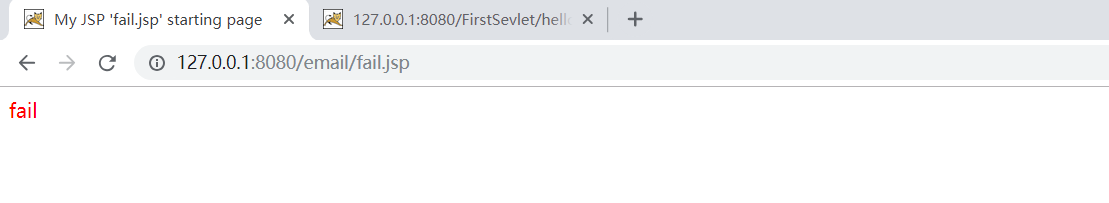 My JSP 'fail.jsp' starting page
127.0.0.1:8080/FirstSevlet/hell
127.0.0.1:8080/email/fail.jsp
fail